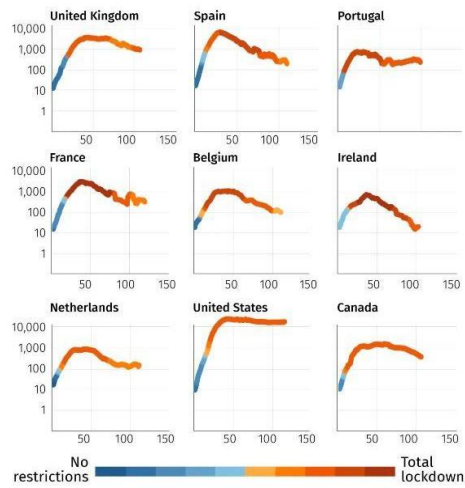 United Kingdom Spain Portugal
10,000
1,000
100
10
1
50 100 150 50 100 150 50 100 150
France Belgium Ireland
10,000
1,000
100
10
1
50 100 150 50 100 150 50 100 150
Netherlands United States Canada
10,000
1,000
100
10
1
50 100 150 50 100 150 50 100 150
No Total
restrictions lockdown